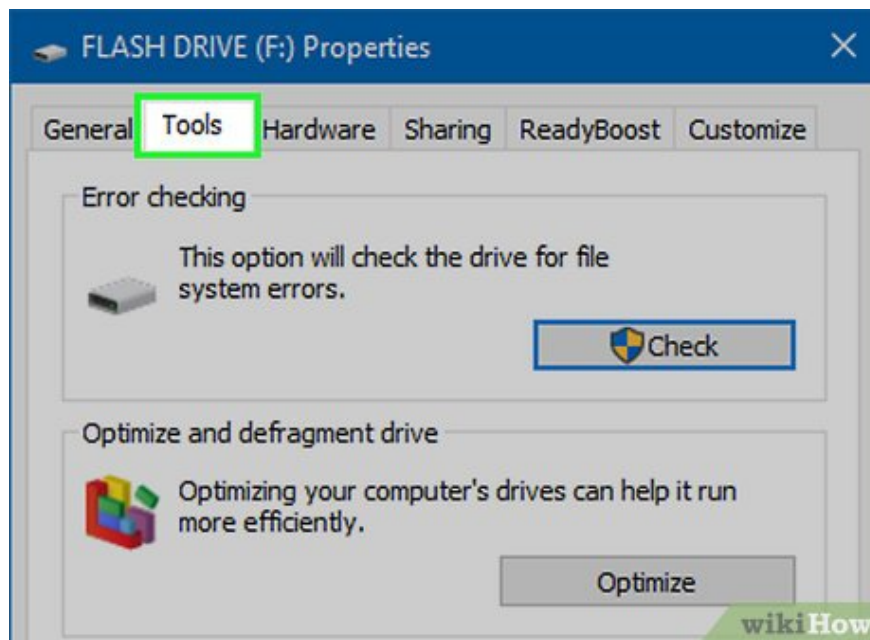 FLASH DRIVE (F:) Properties
General Tools Hardware Sharing ReadyBoost Customize
Error checking
This option will check the drive for file
system errors.
Check
Optimize and defragment drive
Optimizing your computer's drives can help it run
more efficiently.
Optimize
wikiHow